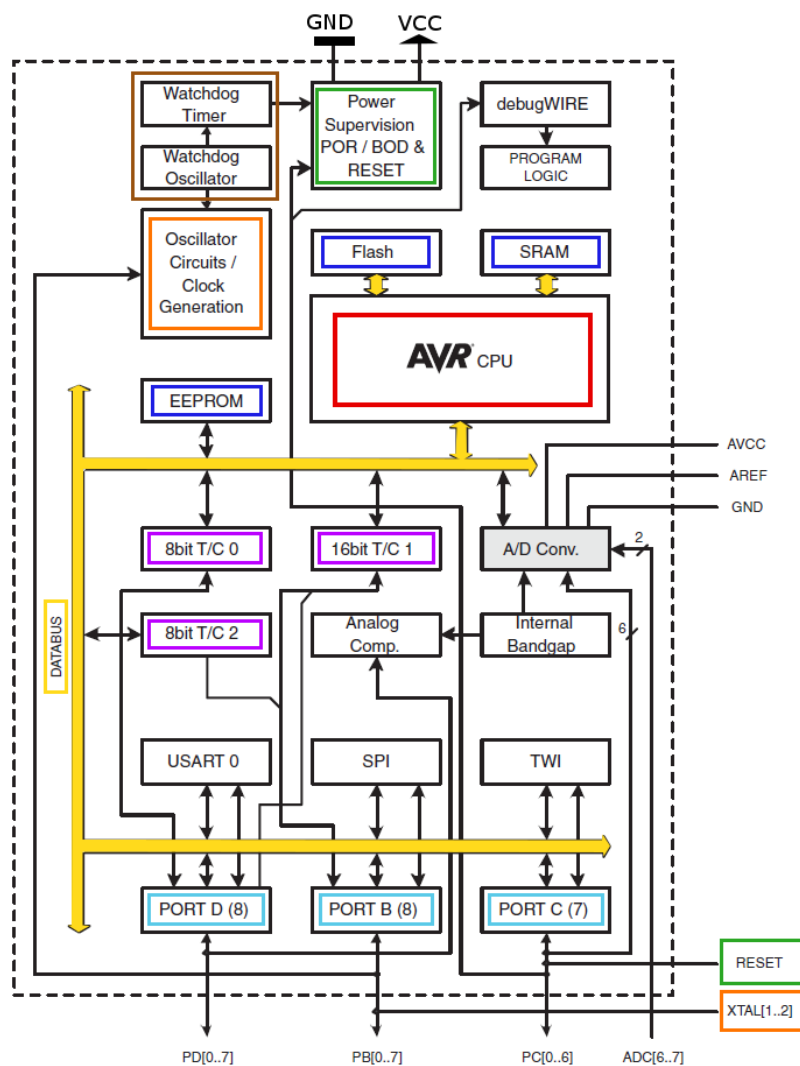 GND
VCC
Watchdog
Timer
Power
Supervision
POR / BOD &
RESET
debugWIRE
Watchdog
Oscillator
PROGRAM
LOGIC
Oscillator
Circuits /
Clock
Generation
Flash
SRAM
AVR CPU
EEPROM
AVCC
AREF
GND
8bit T/C 0
16bit T/C 1
A/D Conv.
2
8bit T/C 2
Analog
Comp.
Internal
Bandgap
6
DATABUS
USART 0
SPI
TWI
PORT D (8)
PORT B (8)
PORT C (7)
RESET
XTAL[1..2]
PD[0..7]
PB[0..7]
PC[0..6]
ADC[6..7]